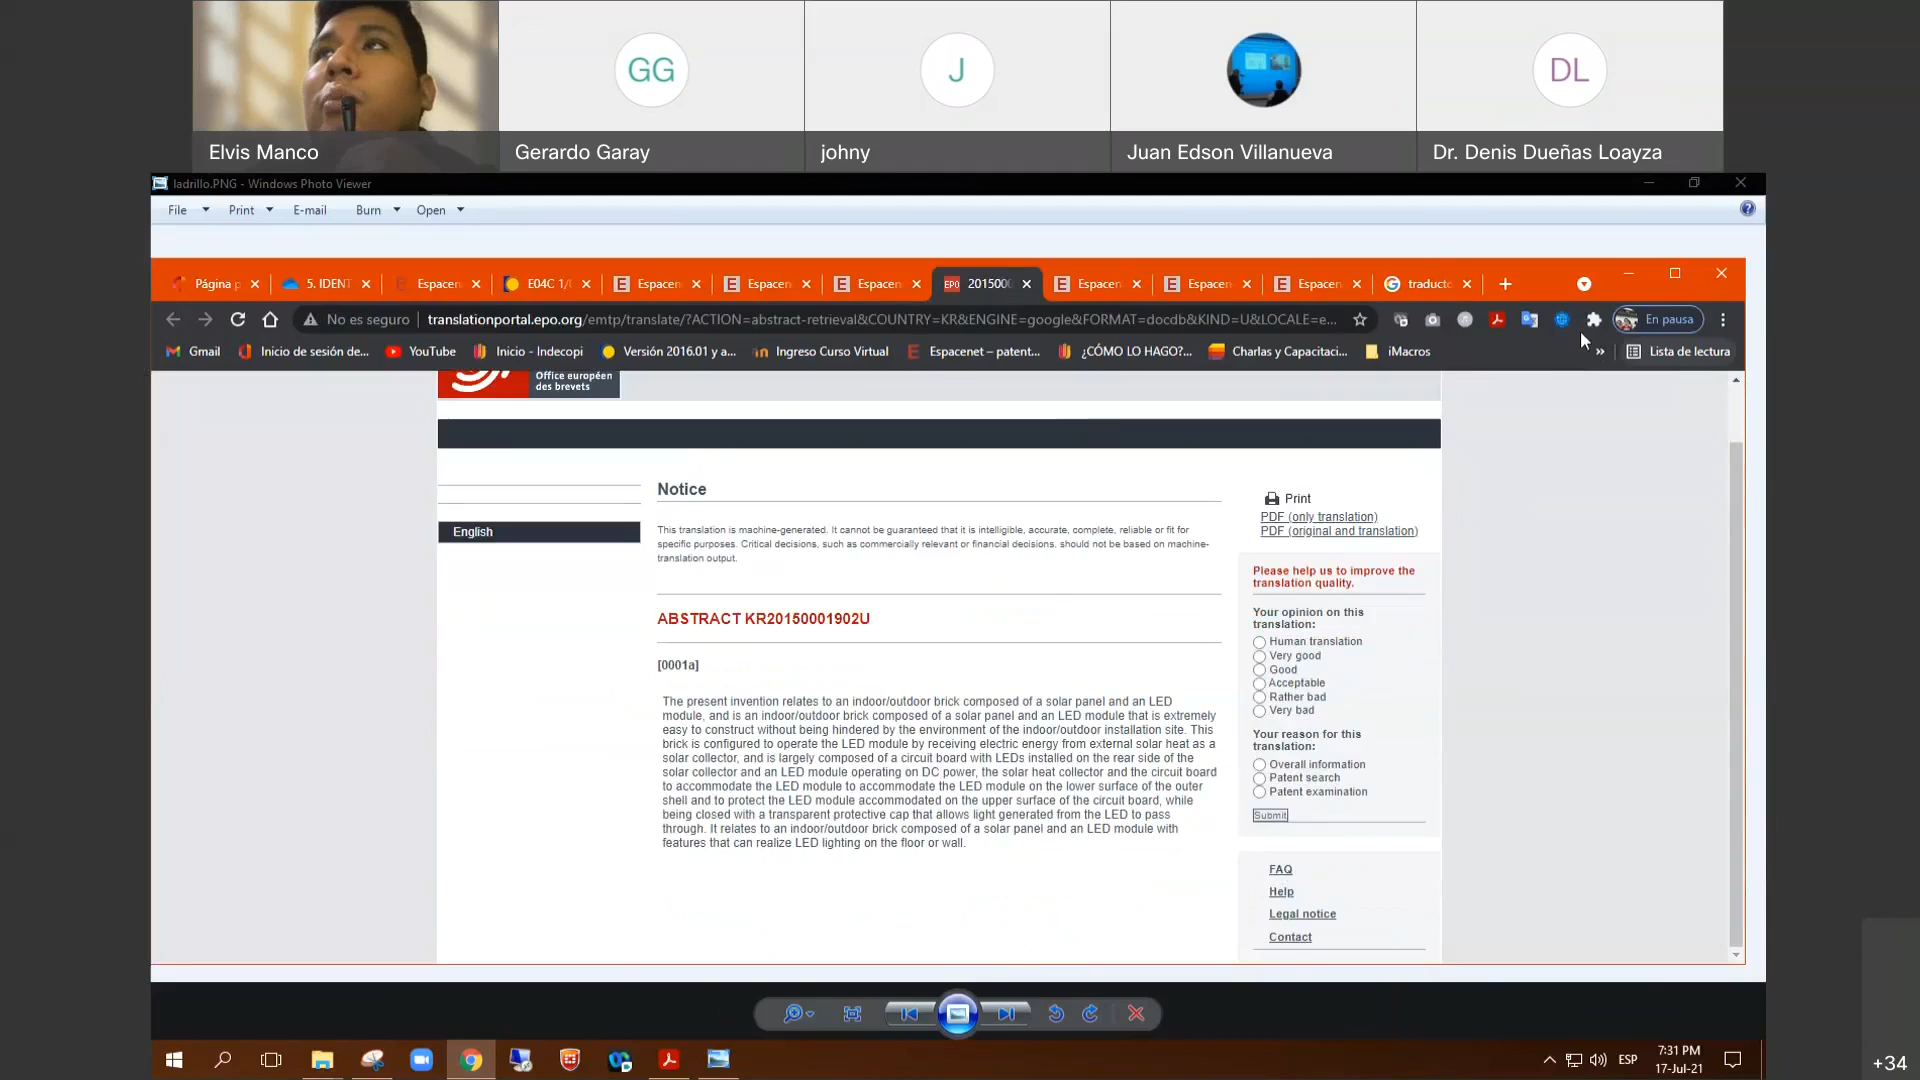 GG
J
DL
Elvis Manco
Gerardo Garay
johny
Juan Edson Villanueva
Dr. Denis Dueñas Loayza
ladrillo.PNG - Windows Photo Viewer
File Print E-mail Burn Open
Página p
5. IDENT
Espacen
E04C 1/
Espacen
Espacen
Espacen
EPO 201500
Espacen
Espacen
Espacen
traducto
No es seguro
translationportal.epo.org/emtp/translate/?ACTION=abstract-retrieval&COUNTRY=KR&ENGINE=google&FORMAT=docdb&KIND=U&LOCALE=e...
En pausa
Gmail
Inicio de sesión de...
YouTube
Inicio - Indecopi
Versión 2016.01 y a...
Ingreso Curso Virtual
Espacenet – patent...
¿CÓMO LO HAGO?...
Charlas y Capacitaci...
iMacros
»
Lista de lectura
Office européen
des brevets
English
Notice
This translation is machine-generated. It cannot be guaranteed that it is intelligible, accurate, complete, reliable or fit for
specific purposes. Critical decisions, such as commercially relevant or financial decisions, should not be based on machine-
translation output.
ABSTRACT KR20150001902U
[0001a]
The present invention relates to an indoor/outdoor brick composed of a solar panel and an LED
module, and is an indoor/outdoor brick composed of a solar panel and an LED module that is extremely
easy to construct without being hindered by the environment of the indoor/outdoor installation site. This
brick is configured to operate the LED module by receiving electric energy from external solar heat as a
solar collector, and is largely composed of a circuit board with LEDs installed on the rear side of the
solar collector and an LED module operating on DC power, the solar heat collector and the circuit board
to accommodate the LED module to accommodate the LED module on the lower surface of the outer
shell and to protect the LED module accommodated on the upper surface of the circuit board, while
being closed with a transparent protective cap that allows light generated from the LED to pass
through. It relates to an indoor/outdoor brick composed of a solar panel and an LED module with
features that can realize LED lighting on the floor or wall.
Print
PDF (only translation)
PDF (original and translation)
Please help us to improve the
translation quality.
Your opinion on this
translation:
Human translation
Very good
Good
Acceptable
Rather bad
Very bad
Your reason for this
translation:
Overall information
Patent search
Patent examination
Submit
FAQ
Help
Legal notice
Contact
ESP
7:31 PM
17-Jul-21
+34